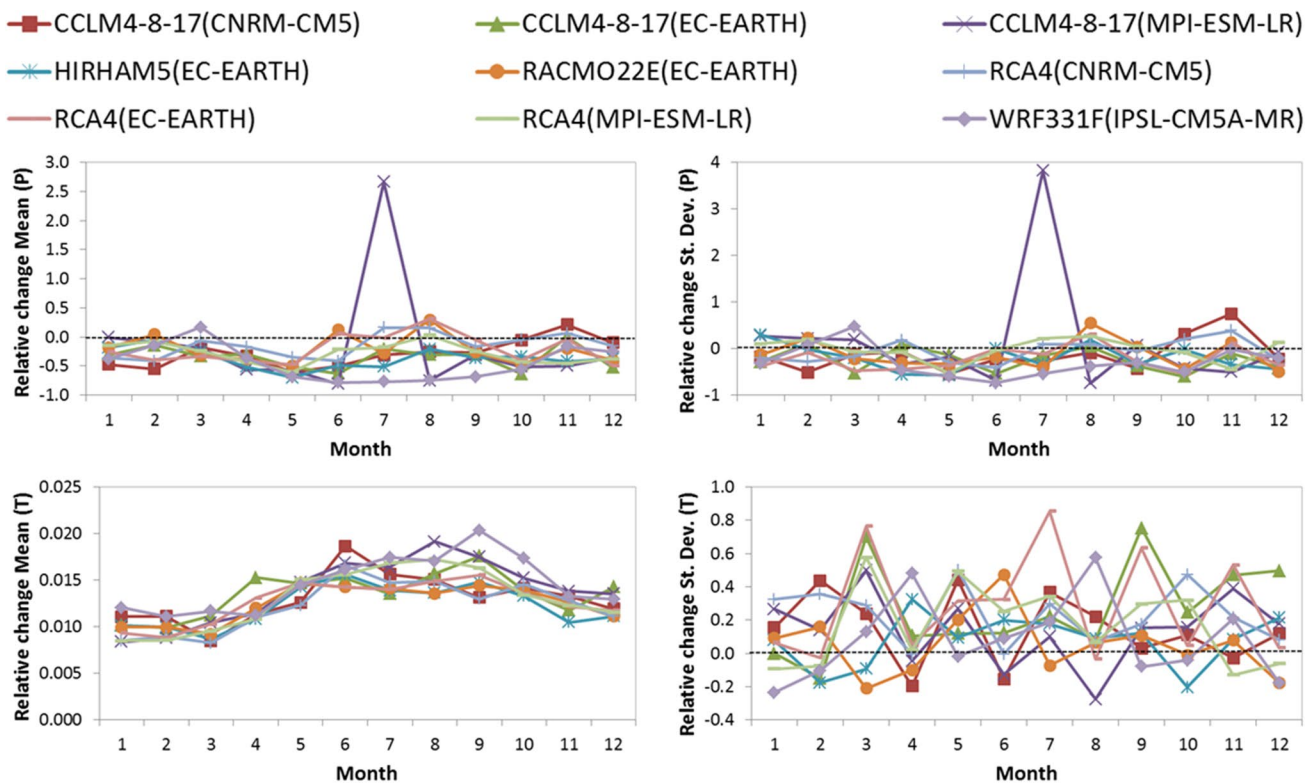 CCLM4-8-17(CNRM-CM5) CCLM4-8-17(EC-EARTH) CCLM4-8-17(MPI-ESM-LR)
HIRHAM5(EC-EARTH) RACMO22E(EC-EARTH) RCA4(CNRM-CM5)
RCA4(EC-EARTH) RCA4(MPI-ESM-LR) WRF331F(IPSL-CM5A-MR)
Relative change Mean (P)
3.0
2.5
2.0
1.5
1.0
0.5
0.0
-0.5
-1.0
1 2 3 4 5 6 7 8 9 10 11 12
Month
Relative change St. Dev. (P)
4
3
2
1
0
-1
1 2 3 4 5 6 7 8 9 10 11 12
Month
Relative change Mean (T)
0.025
0.020
0.015
0.010
0.005
0.000
1 2 3 4 5 6 7 8 9 10 11 12
Month
Relative change St. Dev. (T)
1.0
0.8
0.6
0.4
0.2
0.0
-0.2
-0.4
1 2 3 4 5 6 7 8 9 10 11 12
Month